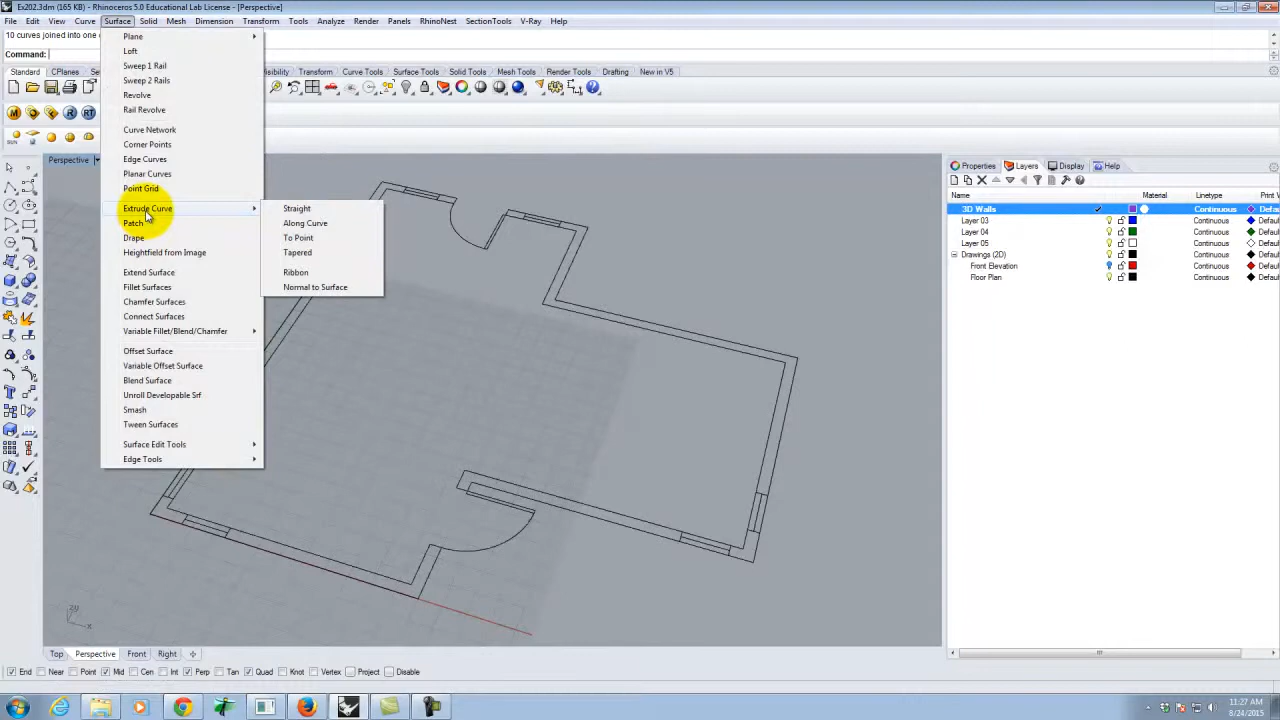 Ex202.3dm (165 KB) - Rhinoceros 5.0 Educational Lab License - [Perspective]
File Edit View Curve Surface Solid Mesh Dimension Transform Tools Analyze Render Panels RhinoNest SectionTools V-Ray Help
10 curves joined into one
Command:
Standard CPlanes Transform Curve Tools Surface Tools Solid Tools Mesh Tools Render Tools Drafting New in V5
Plane
Loft
Sweep 1 Rail
Sweep 2 Rails
Revolve
Rail Revolve
Curve Network
Corner Points
Edge Curves
Planar Curves
Point Grid
Extrude Curve
Patch
Drape
Heightfield from Image
Extend Surface
Fillet Surfaces
Chamfer Surfaces
Connect Surfaces
Variable Fillet/Blend/Chamfer
Offset Surface
Variable Offset Surface
Blend Surface
Unroll Developable Srf
Smash
Tween Surfaces
Surface Edit Tools
Edge Tools
Straight
Along Curve
To Point
Tapered
Ribbon
Normal to Surface
Perspective
Properties Layers Display Help
Name Material Linetype Print V
3D Walls Continuous Defau
Layer 03 Continuous Defau
Layer 04 Continuous Defau
Layer 05 Continuous Defau
Drawings (2D) Continuous Defau
Front Elevation Continuous Defau
Floor Plan Continuous Defau
Top Perspective Front Right
End Near Point Mid Cen Int Perp Tan Quad Knot Vertex Project Disable
11:27 AM
8/24/2015